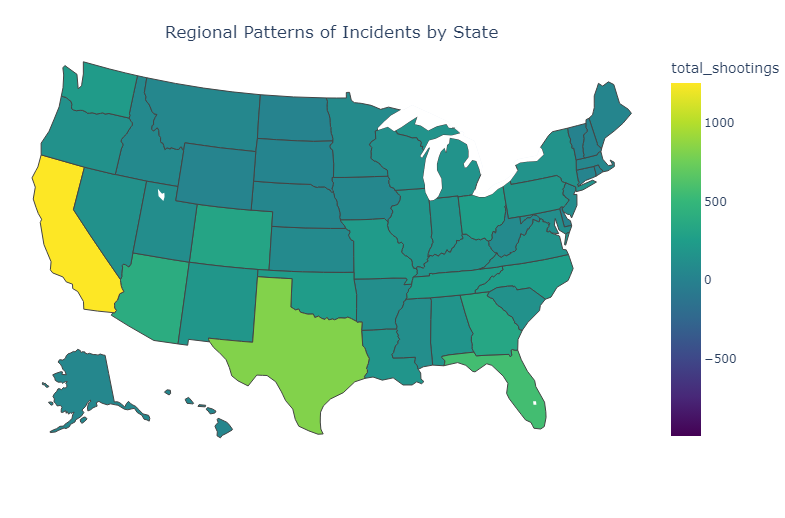 Regional Patterns of Incidents by State
total_shootings
1000
500
0
−500